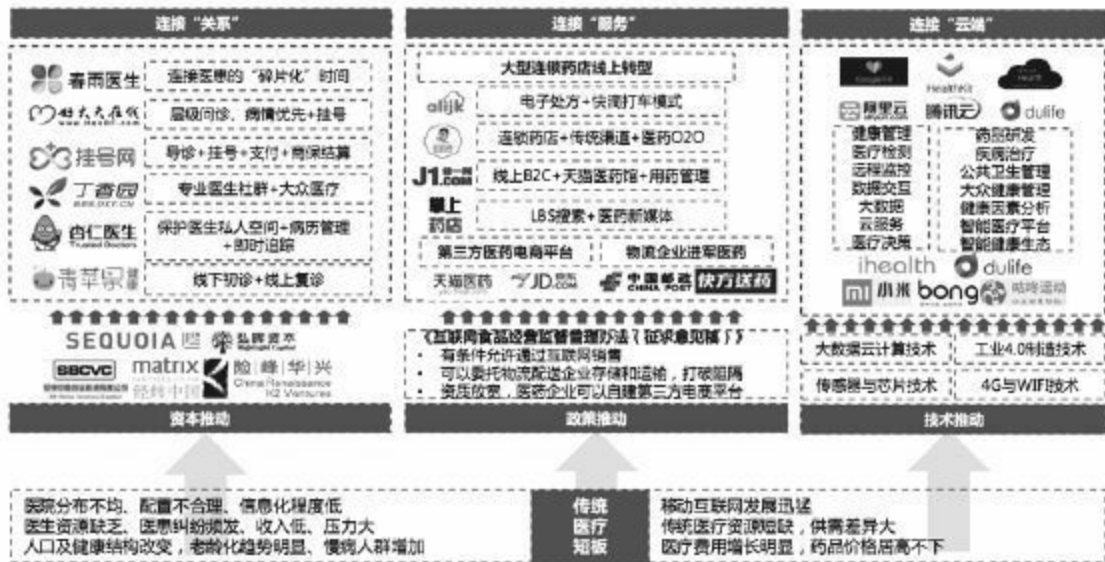 连接“关系”
春雨医生
连接医患的“碎片化”时间
好大夫在线
层级问诊、病情优先+挂号
挂号网
导诊+挂号+支付+商保结算
丁香园
专业医生社群+大众医疗
杏仁医生
Trusted Doctors
保护医生私人空间+病历管理
+即时追踪
青苹果
线下初诊+线上复诊
SEQUOIA
弘晖资本
SBCVC
matrix
经纬中国
险峰华兴
China Renaissance
K2 Ventures
资本推动
连接“服务”
大型连锁药店线上转型
alijk
电子处方+快滴打车模式
连锁药店+传统渠道+医药O2O
J1.COM
线上B2C+天猫医药馆+用药管理
掌上
药店
LBS搜索+医药新媒体
第三方医药电商平台
物流企业进军医药
天猫医药
JD.COM
中国邮政
CHINA POST
快方送药
《互联网食品经营监督管理办法（征求意见稿）》
• 有条件允许通过互联网销售
• 可以委托物流配送企业存储和运输，打破阻隔
• 资质放宽，医药企业可以自建第三方电商平台
政策推动
连接“云端”
HealthKit
阿里云
腾讯云
dulife
健康管理
医疗检测
远程监控
数据交互
大数据
云服务
医疗决策
药品研发
疾病治疗
公共卫生管理
大众健康管理
健康因素分析
智能医疗平台
智能健康生态
ihealth
dulife
小米
bong
咕咚运动
大数据云计算技术
工业4.0制造技术
传感器与芯片技术
4G与WIFI技术
技术推动
医院分布不均、配置不合理、信息化程度低
医生资源缺乏、医患纠纷频发、收入低、压力大
人口及健康结构改变，老龄化趋势明显、慢病人群增加
传统
医疗
短板
移动互联网发展迅猛
传统医疗资源短缺，供需差异大
医疗费用增长明显，药品价格居高不下